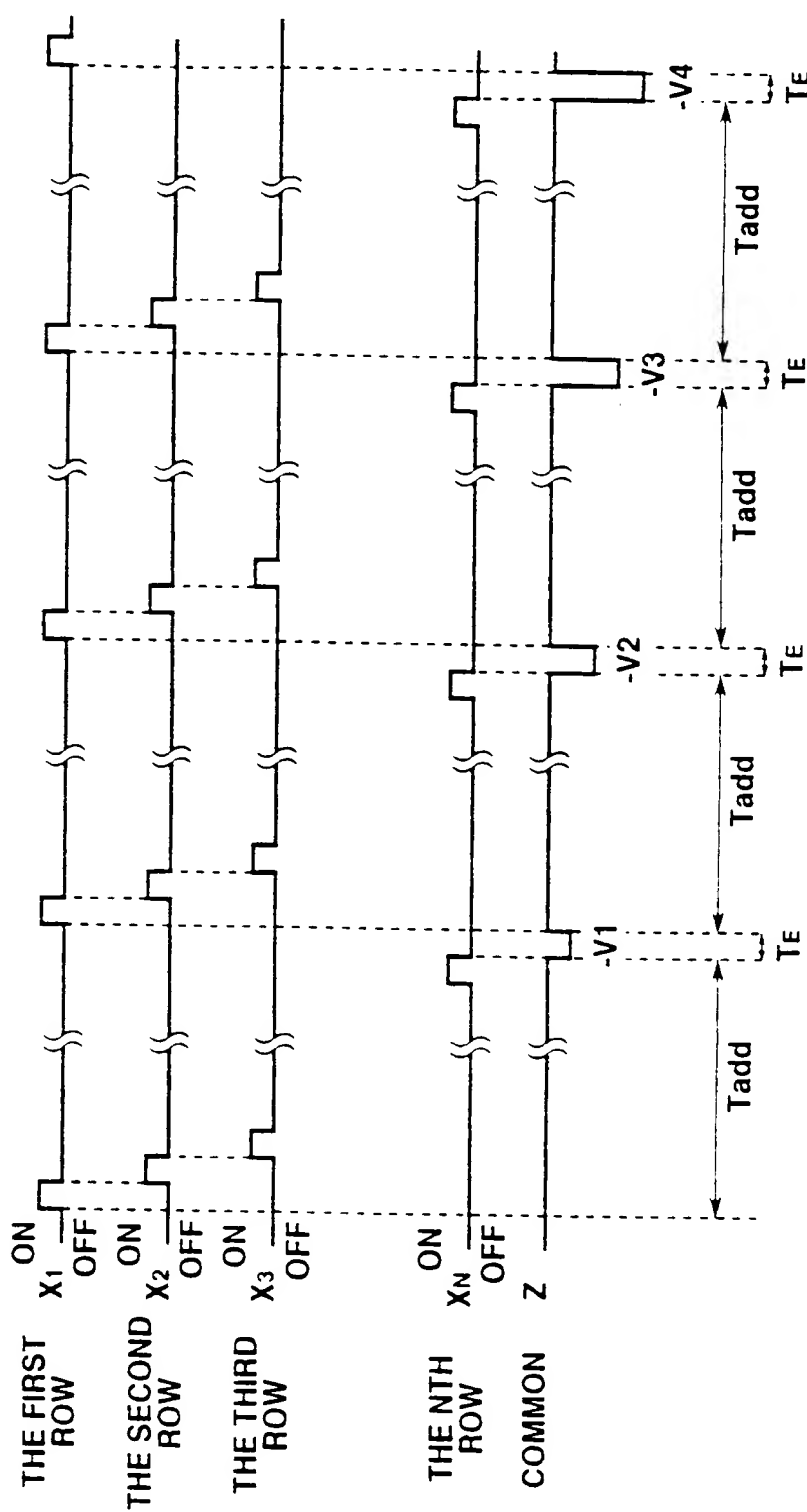 THE FIRST
ROW
X1
ON
OFF
THE SECOND
ROW
X2
ON
OFF
THE THIRD
ROW
X3
ON
OFF
THE NTH
ROW
XN
ON
OFF
COMMON
Z
-V1
-V2
-V3
-V4
Tadd
Tadd
Tadd
Tadd
TE
TE
TE
TE